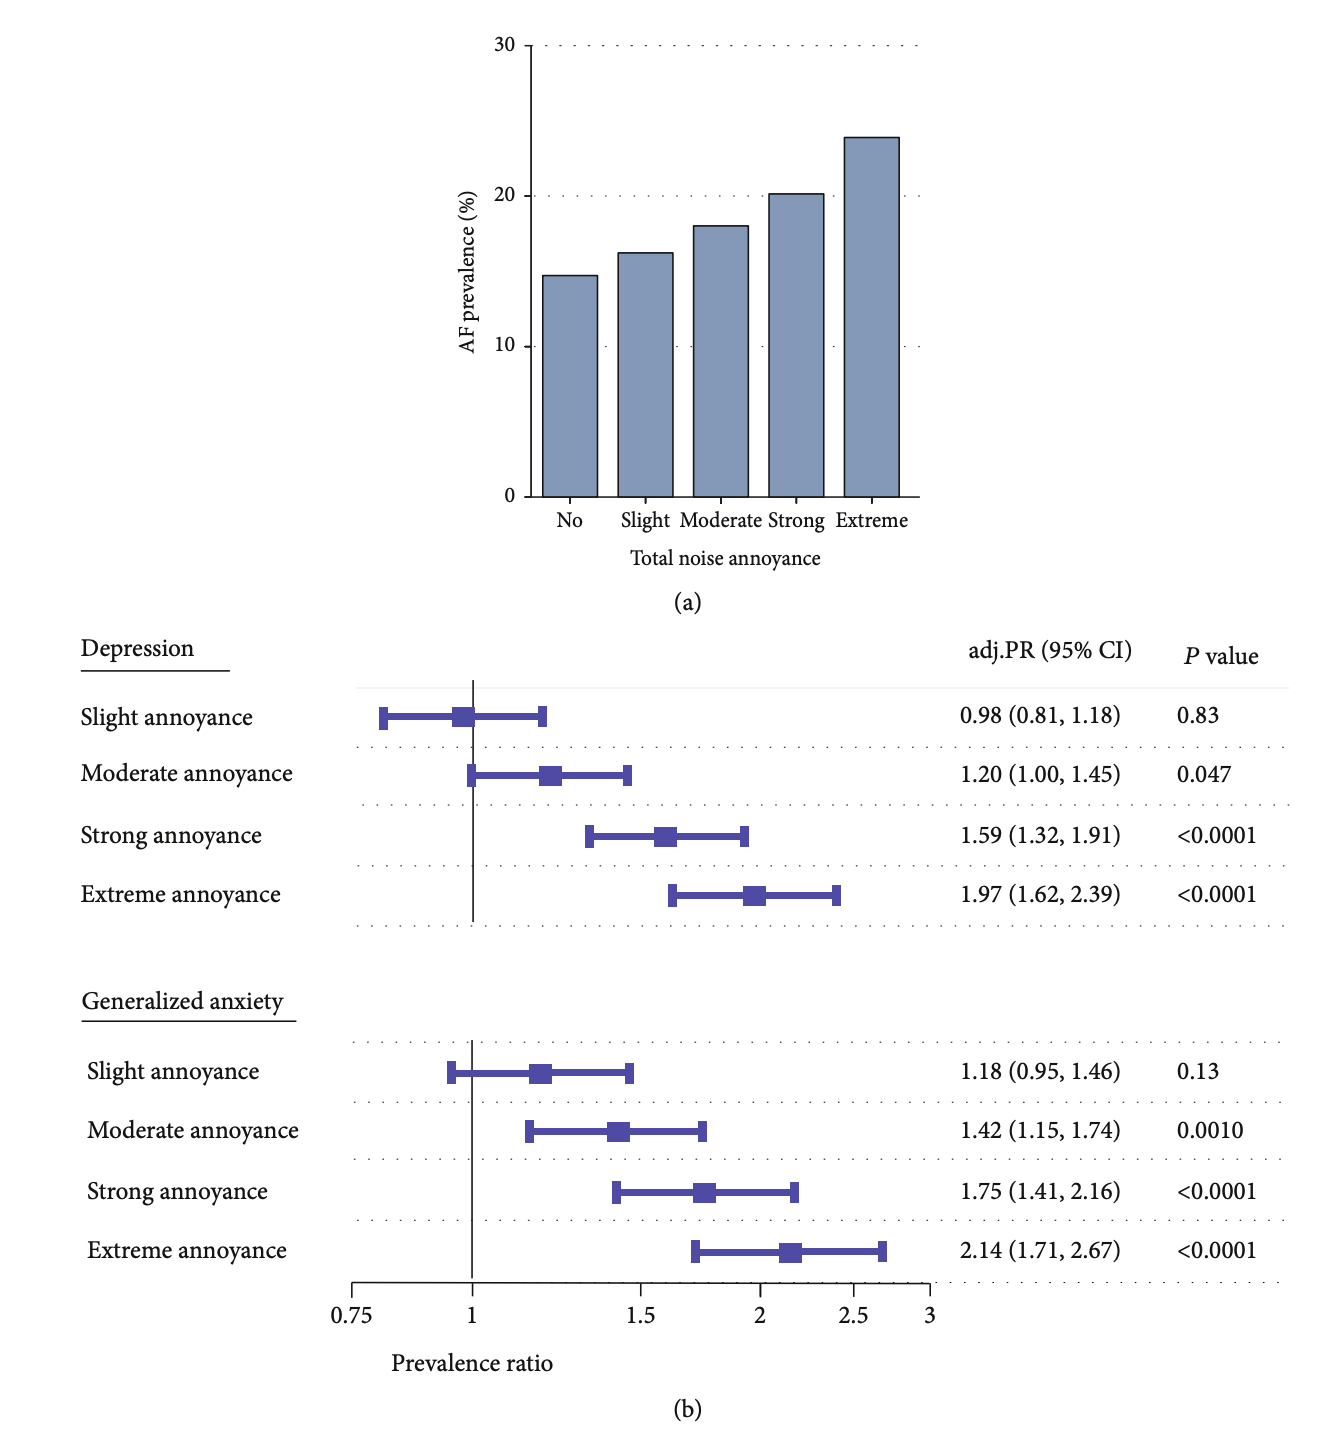 30
20
10
0
AF prevalence (%)
No Slight Moderate Strong Extreme
Total noise annoyance
(a)
Depression adj.PR (95% CI) P value
Slight annoyance 0.98 (0.81, 1.18) 0.83
Moderate annoyance 1.20 (1.00, 1.45) 0.047
Strong annoyance 1.59 (1.32, 1.91) <0.0001
Extreme annoyance 1.97 (1.62, 2.39) <0.0001
Generalized anxiety
Slight annoyance 1.18 (0.95, 1.46) 0.13
Moderate annoyance 1.42 (1.15, 1.74) 0.0010
Strong annoyance 1.75 (1.41, 2.16) <0.0001
Extreme annoyance 2.14 (1.71, 2.67) <0.0001
0.75 1 1.5 2 2.5 3
Prevalence ratio
(b)